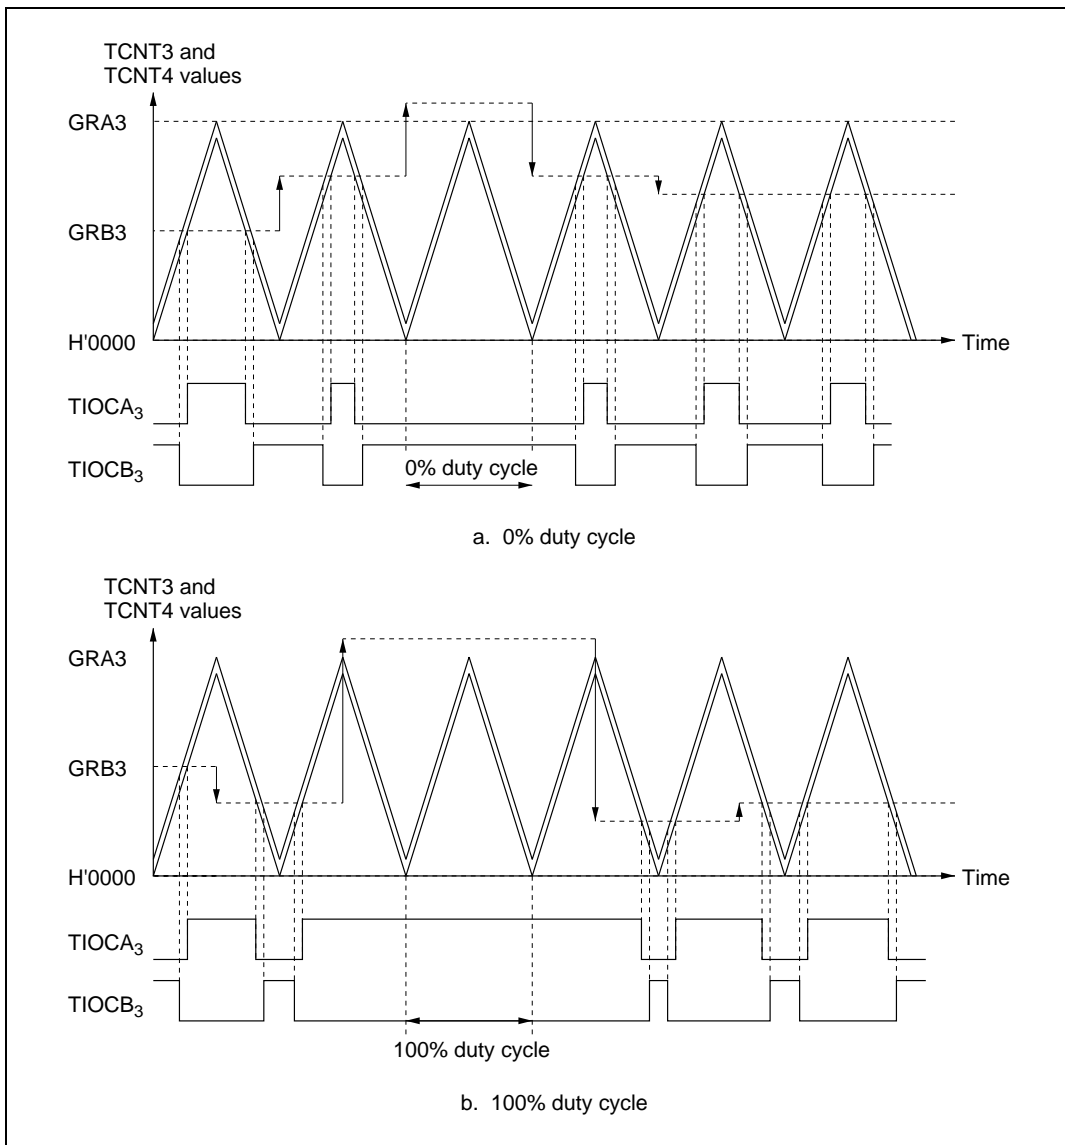 TCNT3 and
TCNT4 values
GRA3
GRB3
H'0000
Time
TIOCA3
TIOCB3
0% duty cycle
a. 0% duty cycle
TCNT3 and
TCNT4 values
GRA3
GRB3
H'0000
Time
TIOCA3
TIOCB3
100% duty cycle
b. 100% duty cycle